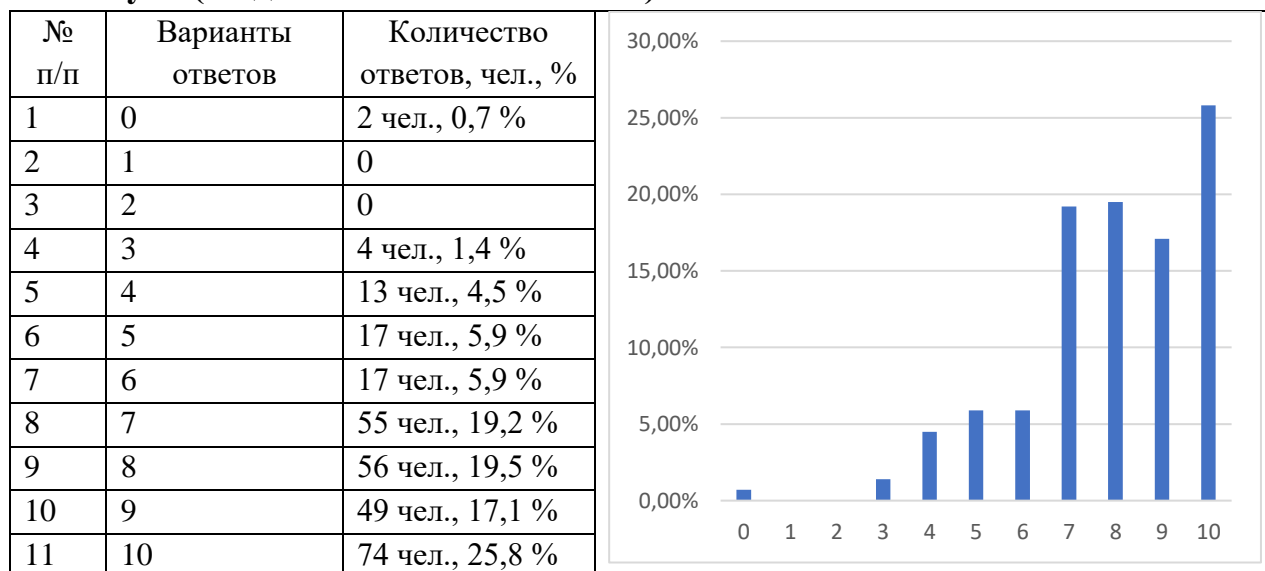 № п/п Варианты ответов Количество ответов, чел., %
1 0 2 чел., 0,7 %
2 1 0
3 2 0
4 3 4 чел., 1,4 %
5 4 13 чел., 4,5 %
6 5 17 чел., 5,9 %
7 6 17 чел., 5,9 %
8 7 55 чел., 19,2 %
9 8 56 чел., 19,5 %
10 9 49 чел., 17,1 %
11 10 74 чел., 25,8 %
30,00%
25,00%
20,00%
15,00%
10,00%
5,00%
0,00%
0 1 2 3 4 5 6 7 8 9 10